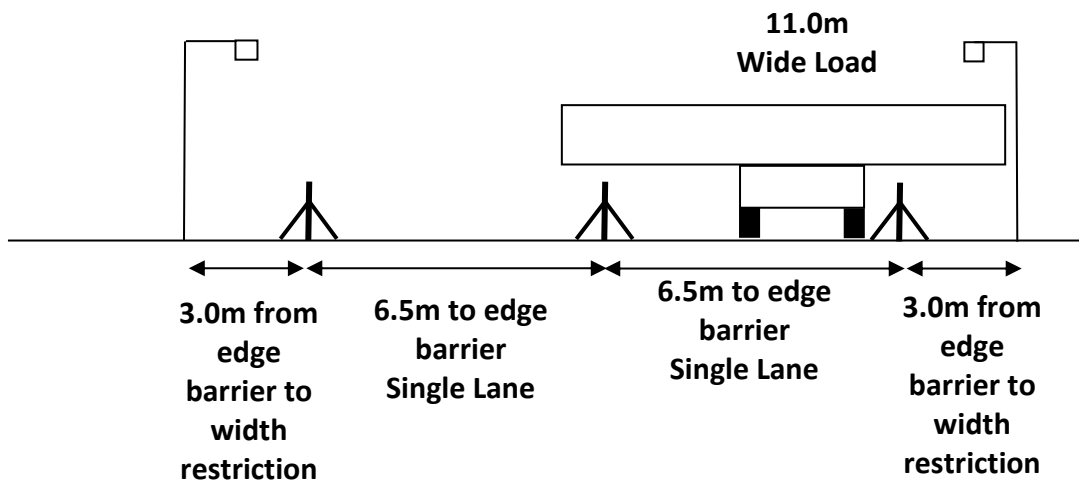 11.0m
Wide Load
3.0m from
edge
barrier to
width
restriction
6.5m to edge
barrier
Single Lane
6.5m to edge
barrier
Single Lane
3.0m from
edge
barrier to
width
restriction